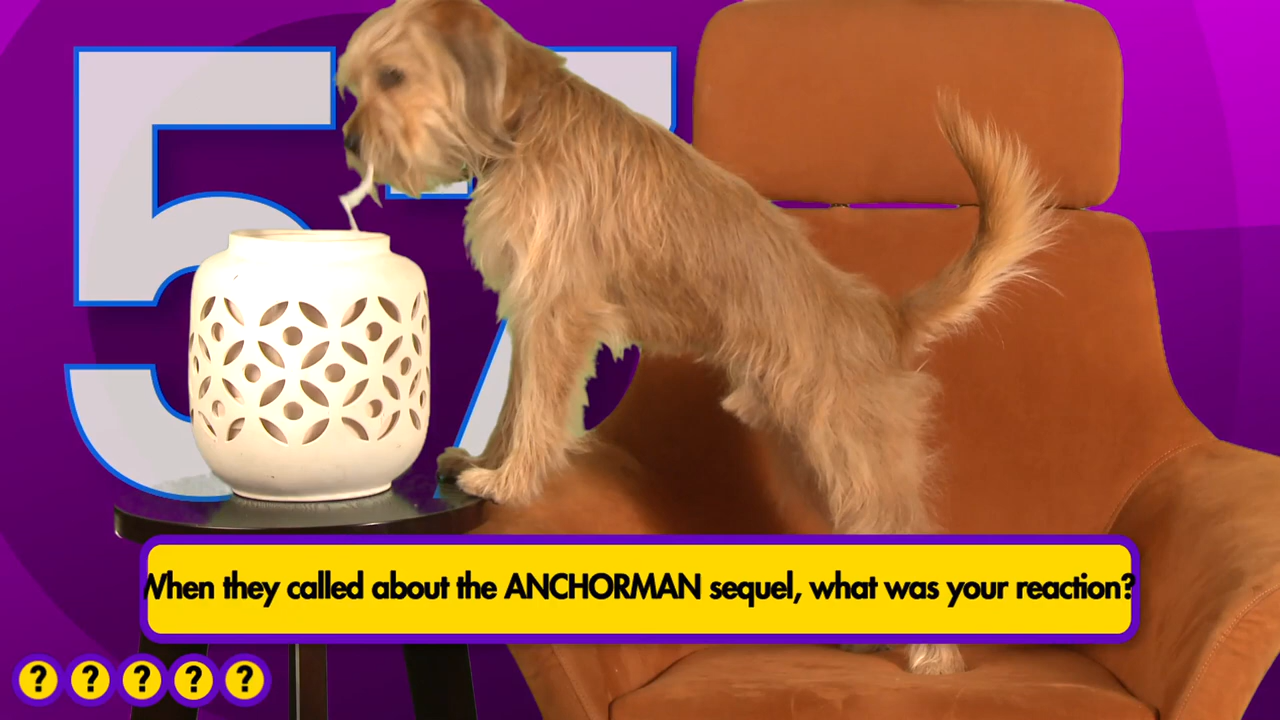 57
When they called about the ANCHORMAN sequel, what was your reaction?
? ? ? ? ?